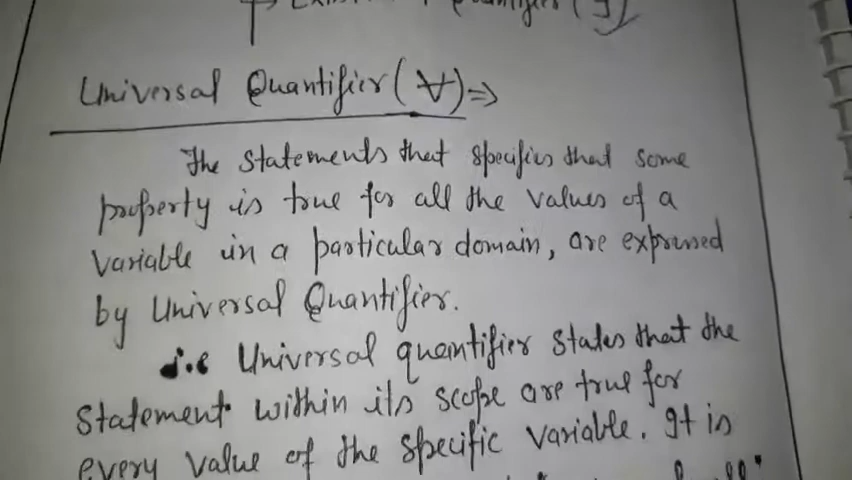 Quantifier (∃)
Universal Quantifier (∀) ⇒
The statements that specifies that some
property is true for all the values of a
variable in a particular domain, are expressed
by Universal Quantifier.
i.e Universal quantifier states that the
statement within its scope are true for
every value of the specific variable. It is